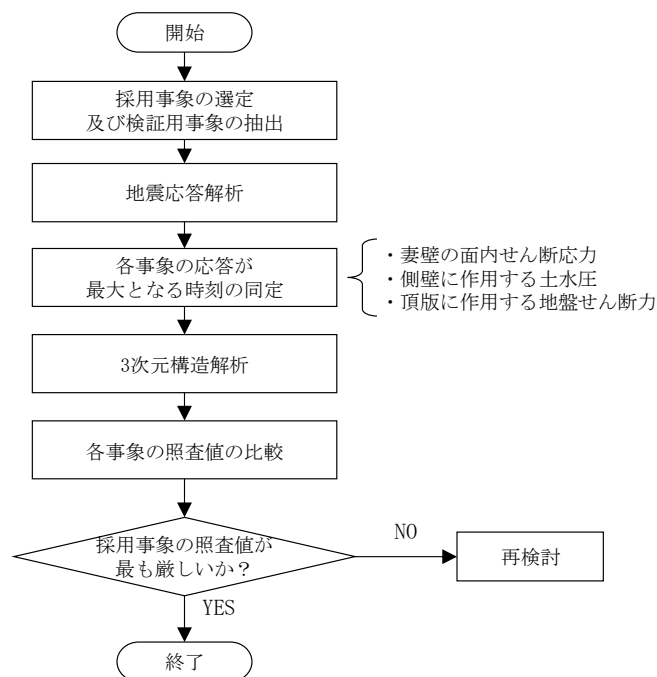 開始
採用事象の選定
及び検証用事象の抽出
地震応答解析
各事象の応答が
最大となる時刻の同定
・妻壁の面内せん断応力
・側壁に作用する土水圧
・頂版に作用する地盤せん断力
3次元構造解析
各事象の照査値の比較
採用事象の照査値が
最も厳しいか？
NO
再検討
YES
終了